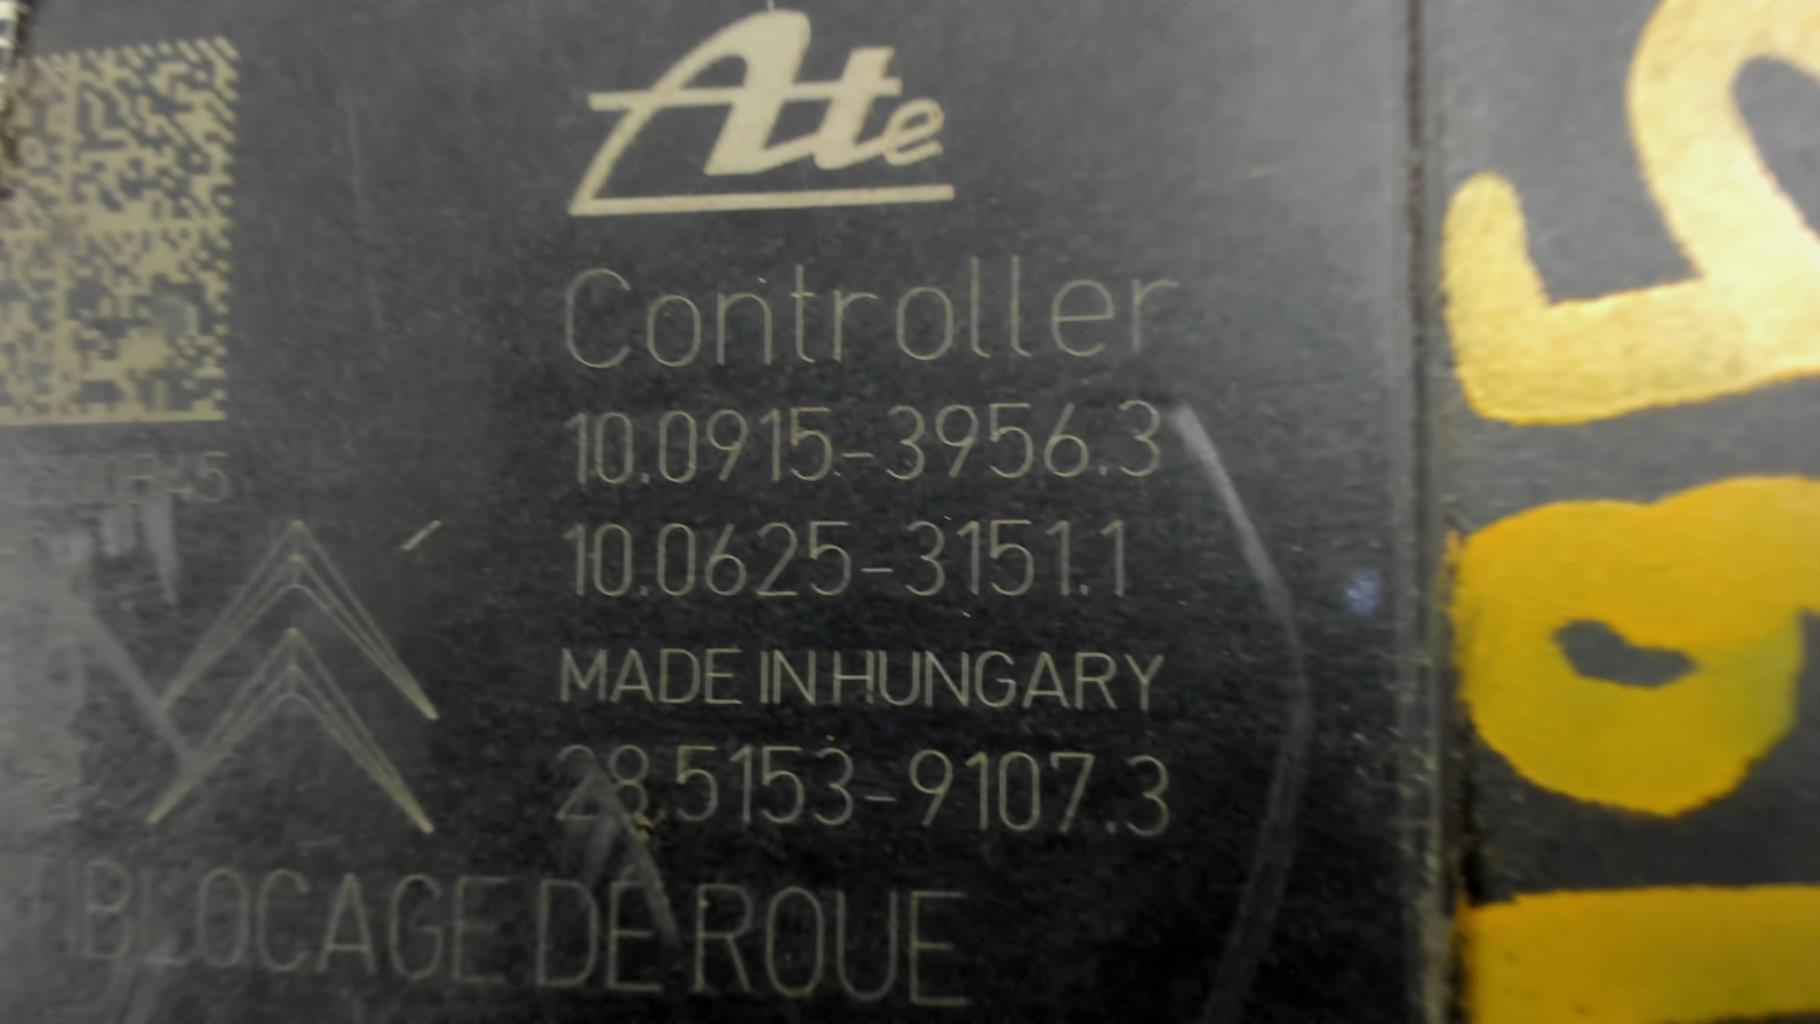 Ate
Controller
10.0915-3956.3
10.0625-3151.1
MADE IN HUNGARY
28.5153-9107.3
BLOCAGE DE ROUE